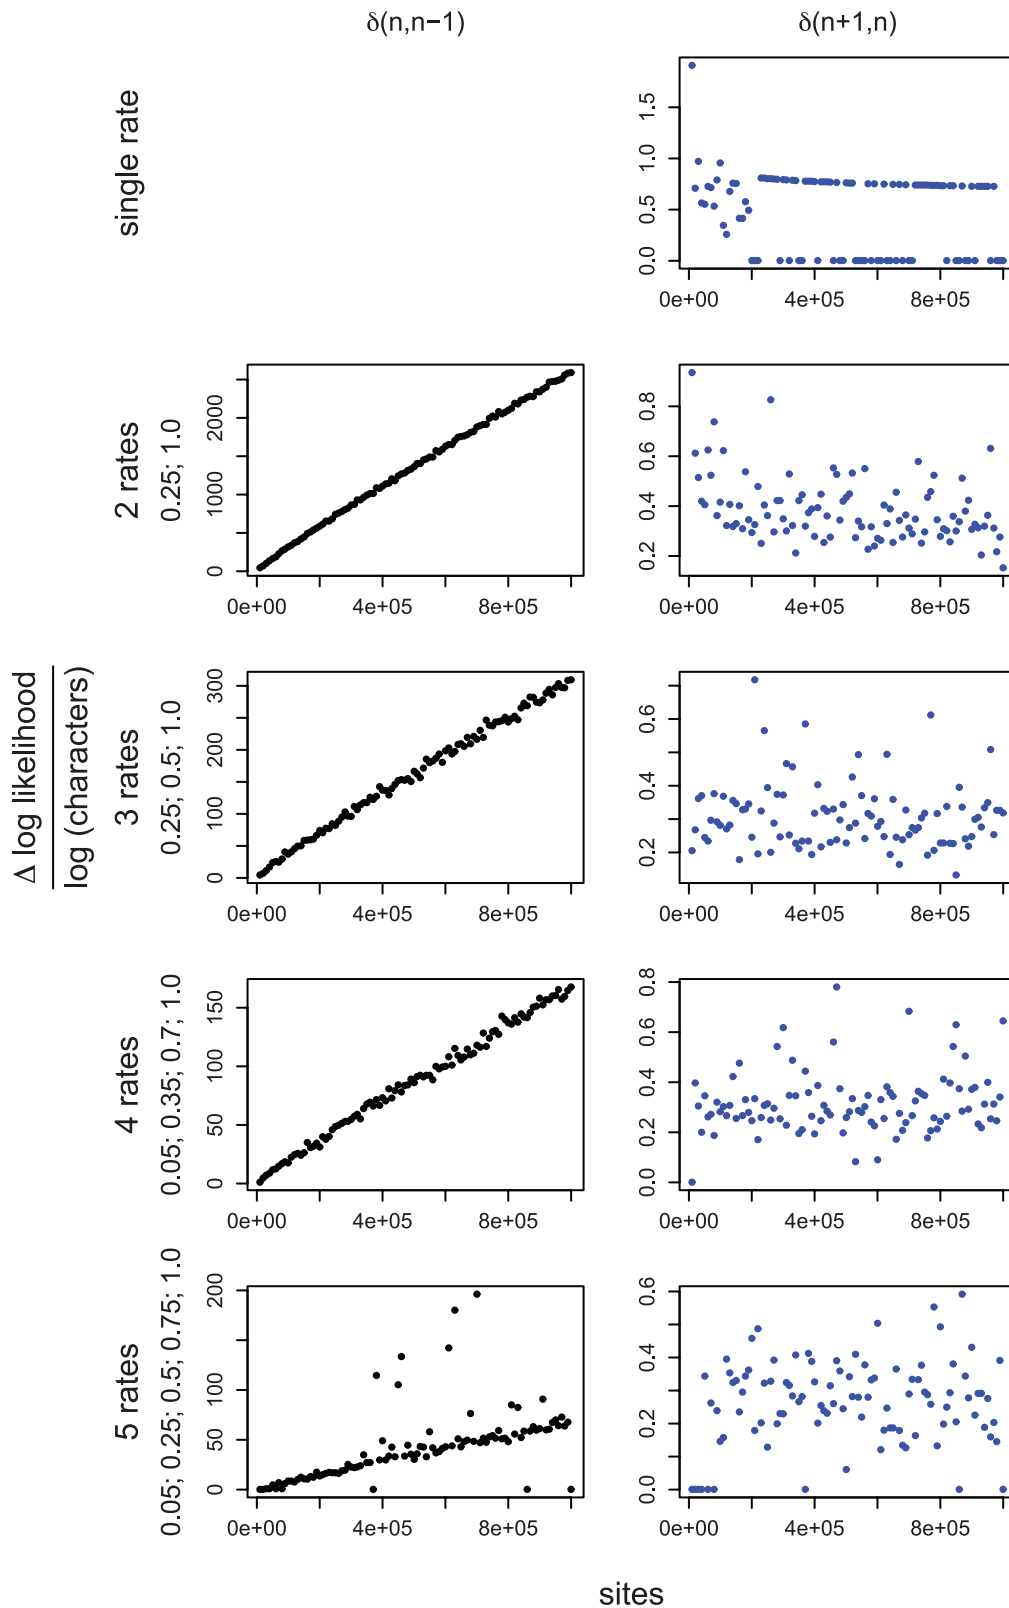 δ(n,n−1)
δ(n+1,n)
single rate
0.0 0.5 1.0 1.5
0e+00 4e+05 8e+05
2 rates
0.25; 1.0
0 1000 2000
0e+00 4e+05 8e+05
0.2 0.4 0.6 0.8
0e+00 4e+05 8e+05
Δ log likelihood
log (characters)
3 rates
0.25; 0.5; 1.0
0 100 200 300
0e+00 4e+05 8e+05
0.2 0.4 0.6
0e+00 4e+05 8e+05
4 rates
0.05; 0.35; 0.7; 1.0
0 50 100 150
0e+00 4e+05 8e+05
0.0 0.2 0.4 0.6 0.8
0e+00 4e+05 8e+05
5 rates
0.05; 0.25; 0.5; 0.75; 1.0
0 50 100 200
0e+00 4e+05 8e+05
0.0 0.2 0.4 0.6
0e+00 4e+05 8e+05
sites